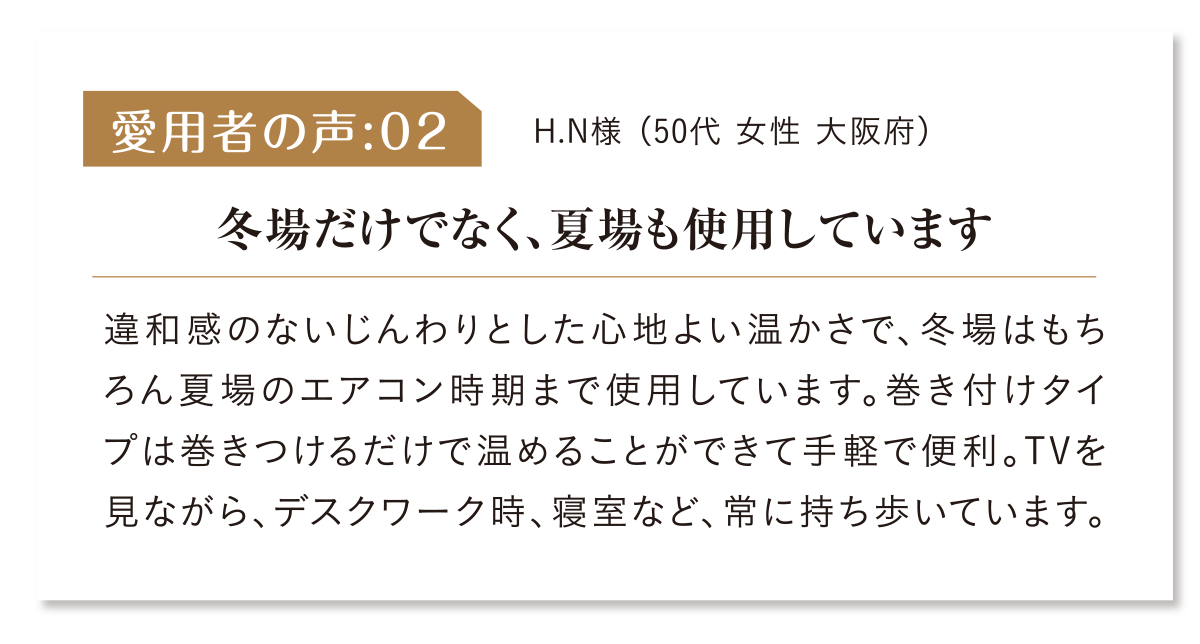 愛用者の声:02
H.N様（50代 女性 大阪府）
冬場だけでなく、夏場も使用しています
違和感のないじんわりとした心地よい温かさで、冬場はもち
ろん夏場のエアコン時期まで使用しています。巻き付けタイ
プは巻きつけるだけで温めることができて手軽で便利。TVを
見ながら、デスクワーク時、寝室など、常に持ち歩いています。